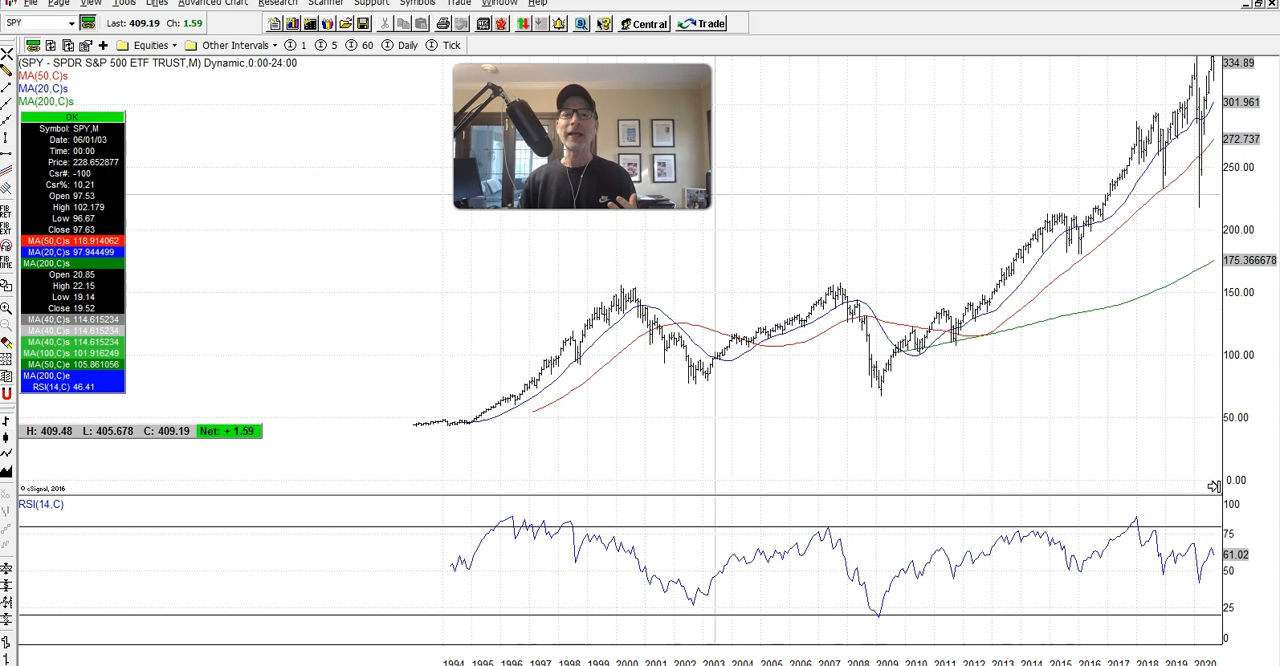 File Page View Tools Lines Advanced Chart Research Scanner Support Symbols Trade Window Help
SPY Last: 409.19 Ch: 1.59 Central Trade
Equities Other Intervals 1 5 60 Daily Tick
(SPY - SPDR S&P 500 ETF TRUST,M) Dynamic,0:00-24:00
MA(50,C)s
MA(20,C)s
MA(200,C)s
OK
Symbol: SPY,M
Date: 06/01/03
Time: 00:00
Price: 228.652877
Csr#: -100
Csr%: 10.21
Open 97.53
High 102.179
Low 96.67
Close 97.63
MA(50,C)s 118.914062
MA(20,C)s 97.944499
MA(200,C)s
Open 20.85
High 22.15
Low 19.14
Close 19.52
MA(40,C)s 114.615234
MA(40,C)s 114.615234
MA(40,C)s 114.615234
MA(100,C)s 101.916249
MA(50,C)e 105.861056
MA(200,C)e
RSI(14,C) 46.41
H: 409.48 L: 405.678 C: 409.19 Net: + 1.59
334.89
301.961
272.737
250.00
200.00
175.366678
150.00
100.00
50.00
0.00
© eSignal, 2016
RSI(14,C)
100
75
61.02
50
25
0
FIB RET
FIB EXT
FIB
FIB TIME
1994 1995 1996 1997 1998 1999 2000 2001 2002 2003 2004 2005 2006 2007 2008 2009 2010 2011 2012 2013 2014 2015 2016 2017 2018 2019 2020